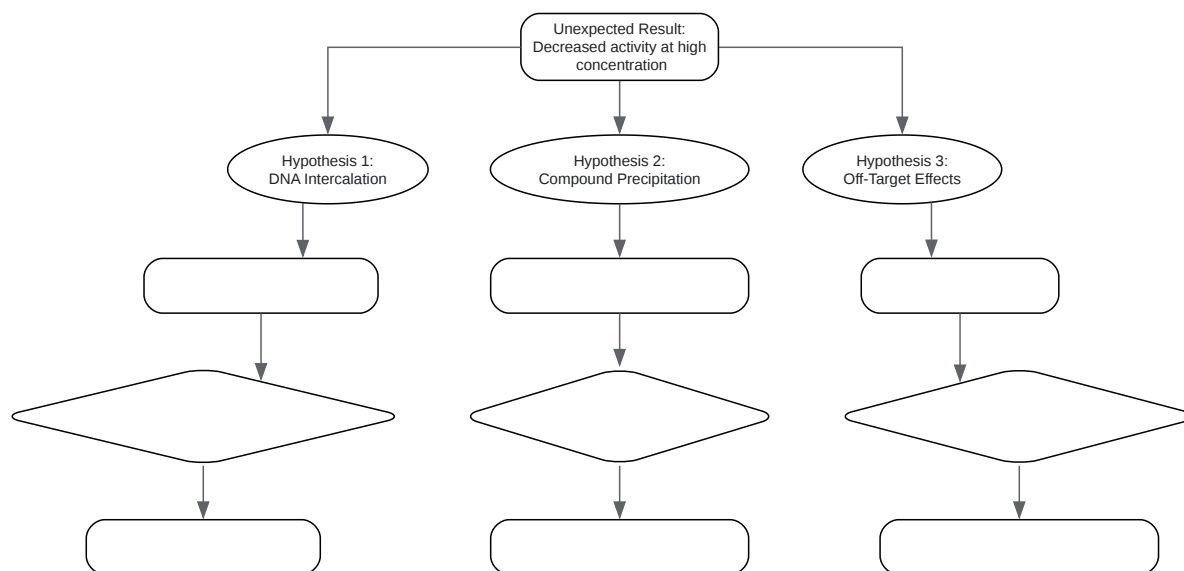 Unexpected Result:
Decreased activity at high
concentration
Hypothesis 1:
DNA Intercalation
Hypothesis 2:
Compound Precipitation
Hypothesis 3:
Off-Target Effects